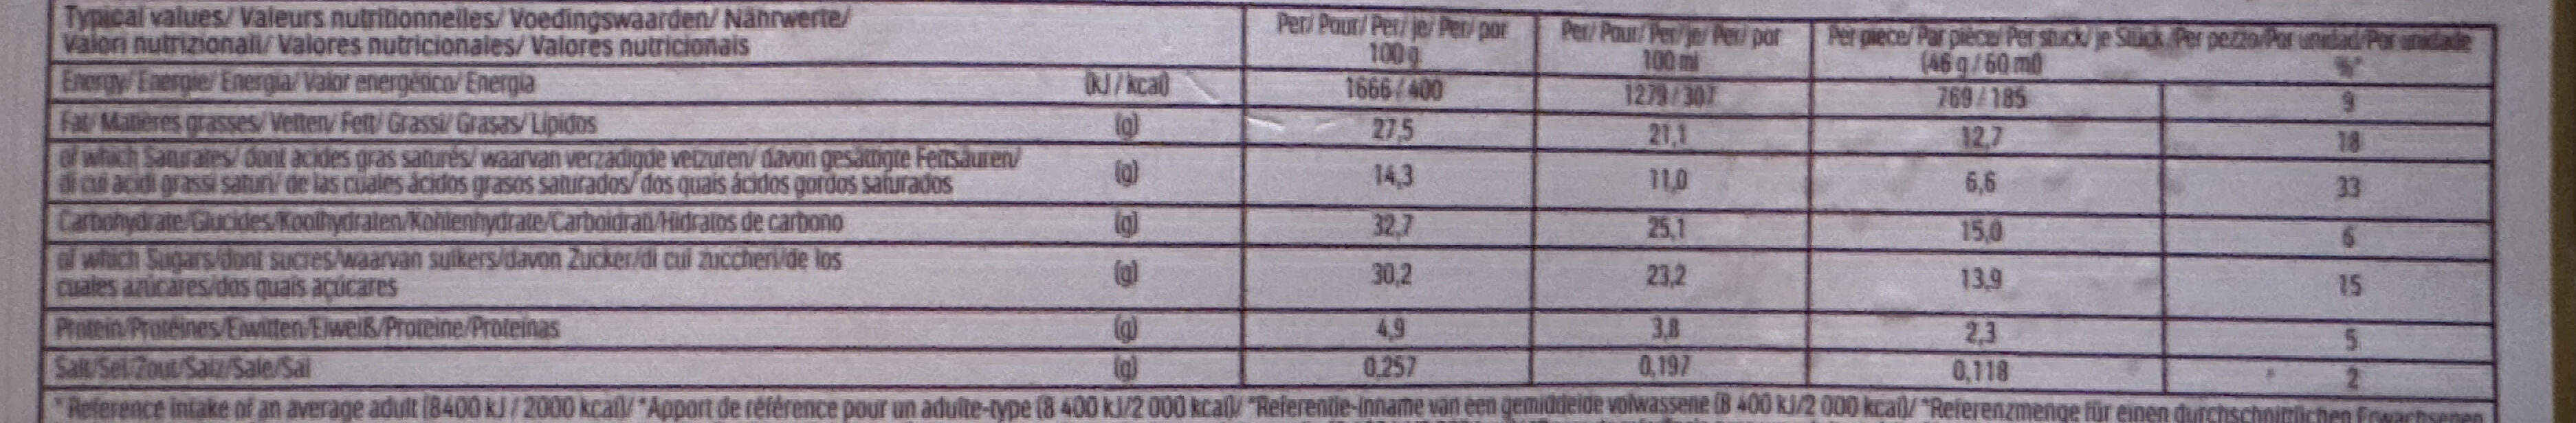 Typical values/ Valeurs nutritionnelles/ Voedingswaarden/ Nährwerte/
Valori nutrizionali/ Valores nutricionales/ Valores nutricionais
Per/ Pour/ Per/ je/ Per/ por
100 g
Per/ Pour/ Per/ je/ Per/ por
100 ml
Per piece/ Par pièce/ Per stuck/ je Stück /Per pezzo/Por unidad/Por unidade
(46 g / 60 ml) %*
Energy/ Energie/ Energia/ Valor energético/ Energia (kJ / kcal) 1666 / 400 1279 / 307 769 / 185 9
Fat/ Matières grasses/ Vetten/ Fett/ Grassi/ Grasas/ Lípidos (g) 27,5 21,1 12,7 18
of which Saturates/ dont acides gras saturés/ waarvan verzadigde vetzuren/ davon gesättigte Fettsäuren/
di cui acidi grassi saturi/ de las cuales ácidos grasos saturados/ dos quais ácidos gordos saturados (g) 14,3 11,0 6,6 33
Carbohydrate/Glucides/Koolhydraten/Kohlenhydrate/Carboidrati/Hidratos de carbono (g) 32,7 25,1 15,0 6
of which Sugars/dont sucres/waarvan suikers/davon Zucker/di cui zuccheri/de los
cuales azúcares/dos quais açúcares (g) 30,2 23,2 13,9 15
Protein/Protéines/Eiwitten/Eiweiß/Proteine/Proteínas (g) 4,9 3,8 2,3 5
Salt/Sel/Zout/Salz/Sale/Sal (g) 0,257 0,197 0,118 2
* Reference intake of an average adult (8400 kJ / 2000 kcal)/ *Apport de référence pour un adulte-type (8 400 kJ/2 000 kcal)/ *Referentie-inname van een gemiddelde volwassene (8 400 kJ/2 000 kcal)/ *Referenzmenge für einen durchschnittlichen Erwachsenen